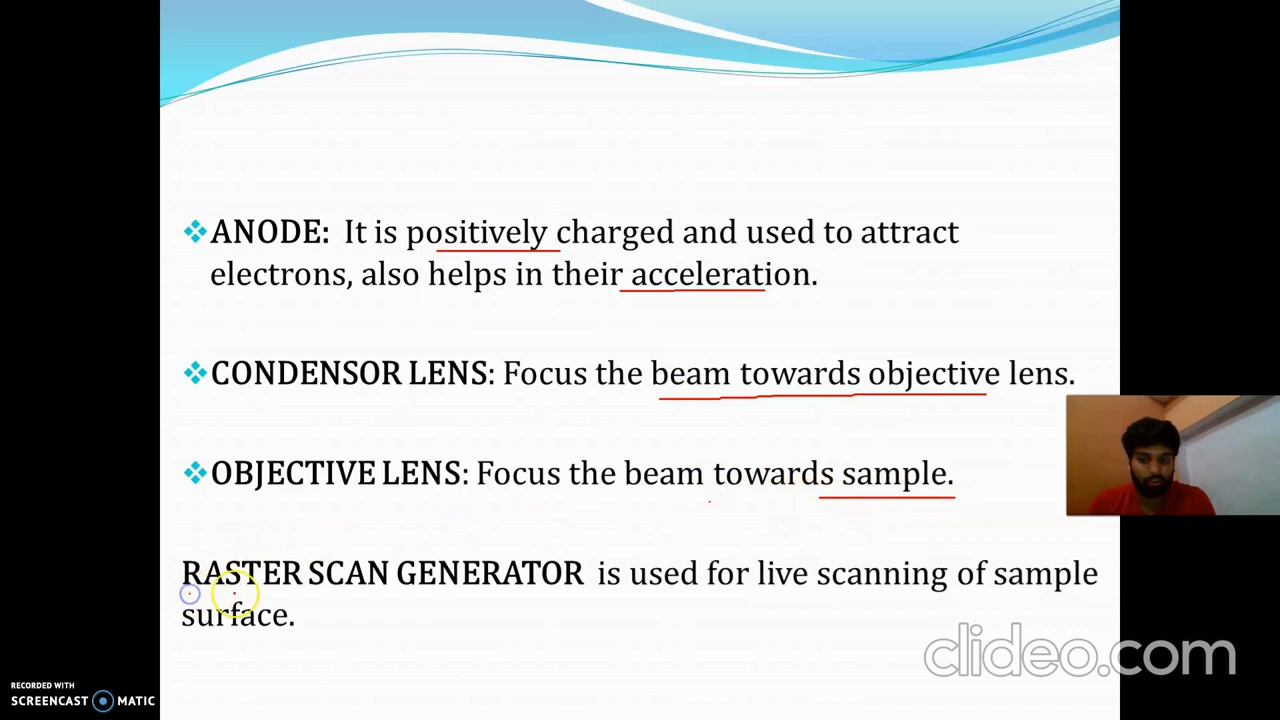 ANODE: It is positively charged and used to attract
electrons, also helps in their acceleration.
CONDENSOR LENS: Focus the beam towards objective lens.
OBJECTIVE LENS: Focus the beam towards sample.
RASTER SCAN GENERATOR is used for live scanning of sample
surface.
clideo.com
RECORDED WITH
SCREENCAST MATIC